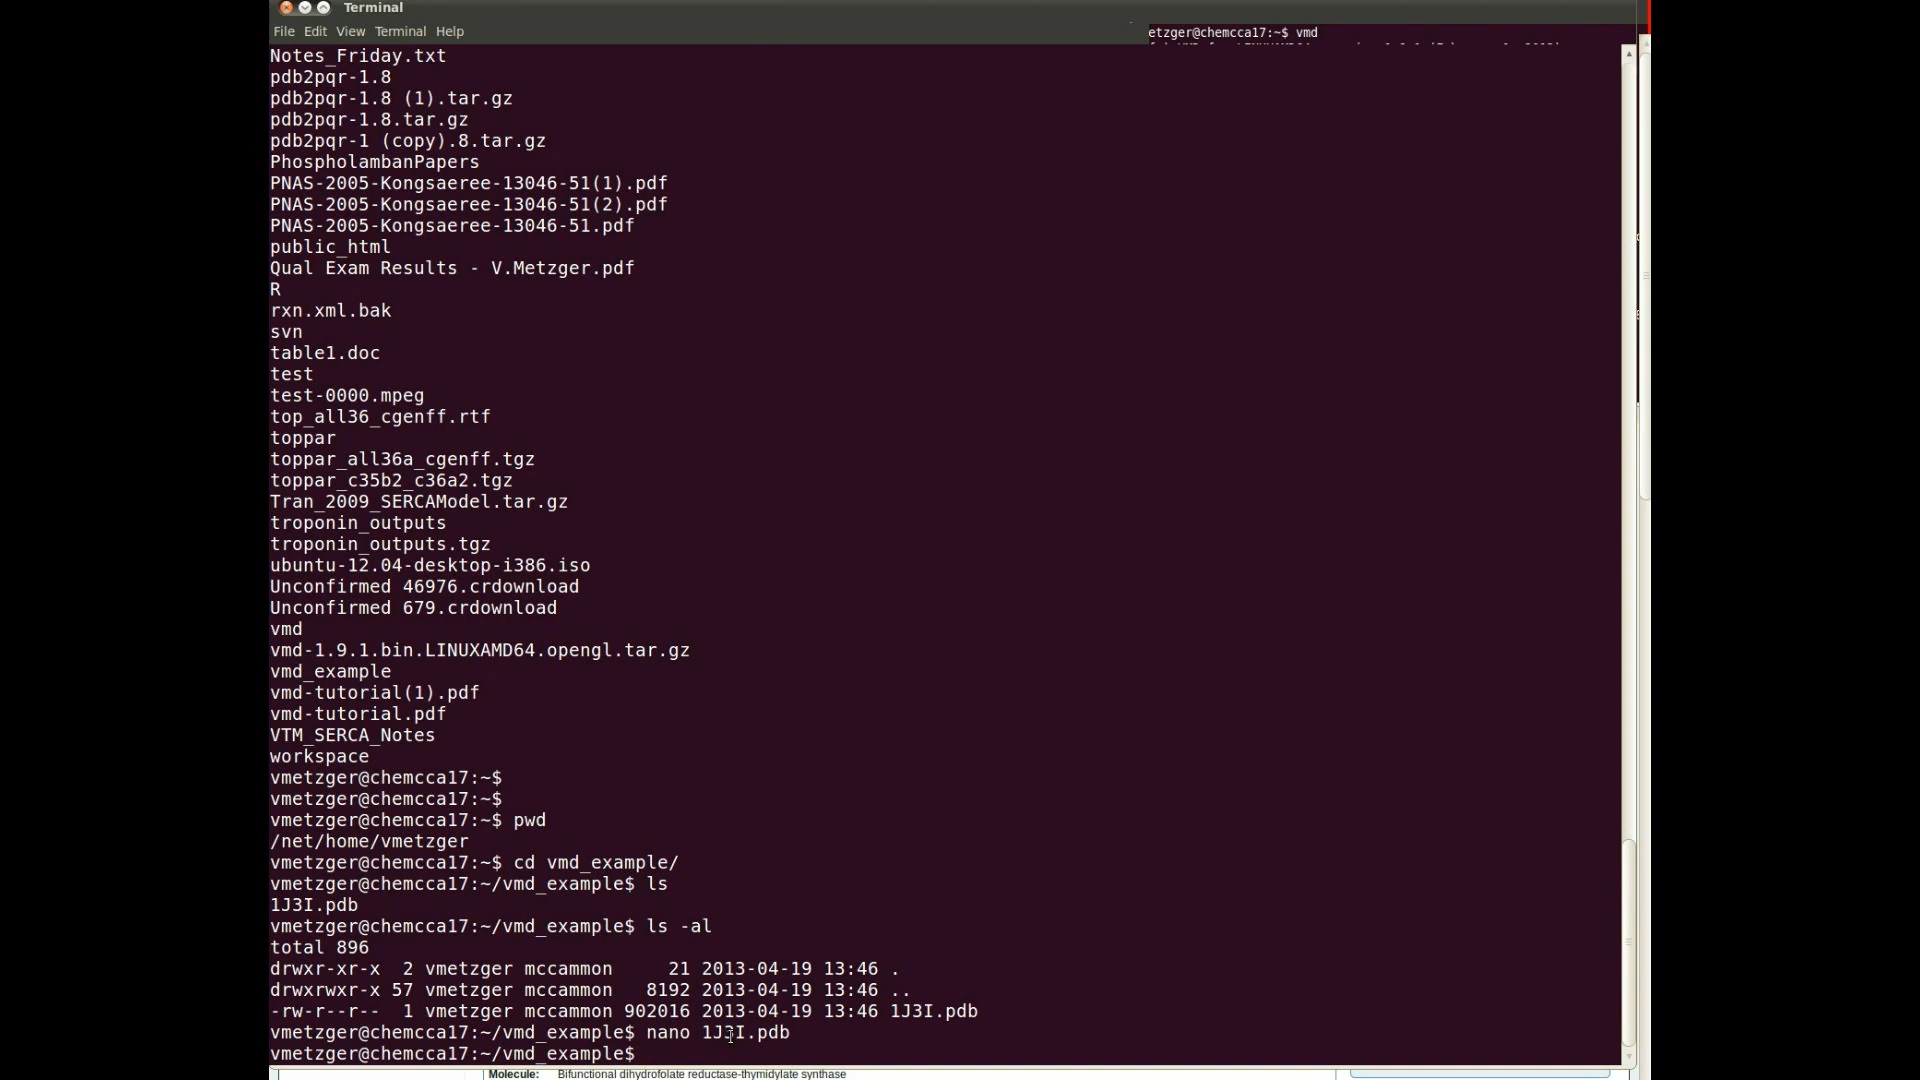 Terminal
File Edit View Terminal Help
etzger@chemcca17:~$ vmd
Notes_Friday.txt
pdb2pqr-1.8
pdb2pqr-1.8 (1).tar.gz
pdb2pqr-1.8.tar.gz
pdb2pqr-1 (copy).8.tar.gz
PhospholambanPapers
PNAS-2005-Kongsaeree-13046-51(1).pdf
PNAS-2005-Kongsaeree-13046-51(2).pdf
PNAS-2005-Kongsaeree-13046-51.pdf
public_html
Qual Exam Results - V.Metzger.pdf
R
rxn.xml.bak
svn
table1.doc
test
test-0000.mpeg
top_all36_cgenff.rtf
toppar
toppar_all36a_cgenff.tgz
toppar_c35b2_c36a2.tgz
Tran_2009_SERCAModel.tar.gz
troponin_outputs
troponin_outputs.tgz
ubuntu-12.04-desktop-i386.iso
Unconfirmed 46976.crdownload
Unconfirmed 679.crdownload
vmd
vmd-1.9.1.bin.LINUXAMD64.opengl.tar.gz
vmd_example
vmd-tutorial(1).pdf
vmd-tutorial.pdf
VTM_SERCA_Notes
workspace
vmetzger@chemcca17:~$
vmetzger@chemcca17:~$
vmetzger@chemcca17:~$ pwd
/net/home/vmetzger
vmetzger@chemcca17:~$ cd vmd_example/
vmetzger@chemcca17:~/vmd_example$ ls
1J3I.pdb
vmetzger@chemcca17:~/vmd_example$ ls -al
total 896
drwxr-xr-x  2 vmetzger mccammon     21 2013-04-19 13:46 .
drwxrwxr-x 57 vmetzger mccammon   8192 2013-04-19 13:46 ..
-rw-r--r--  1 vmetzger mccammon 902016 2013-04-19 13:46 1J3I.pdb
vmetzger@chemcca17:~/vmd_example$ nano 1J3I.pdb
vmetzger@chemcca17:~/vmd_example$
Molecule: Bifunctional dihydrofolate reductase-thymidylate synthase